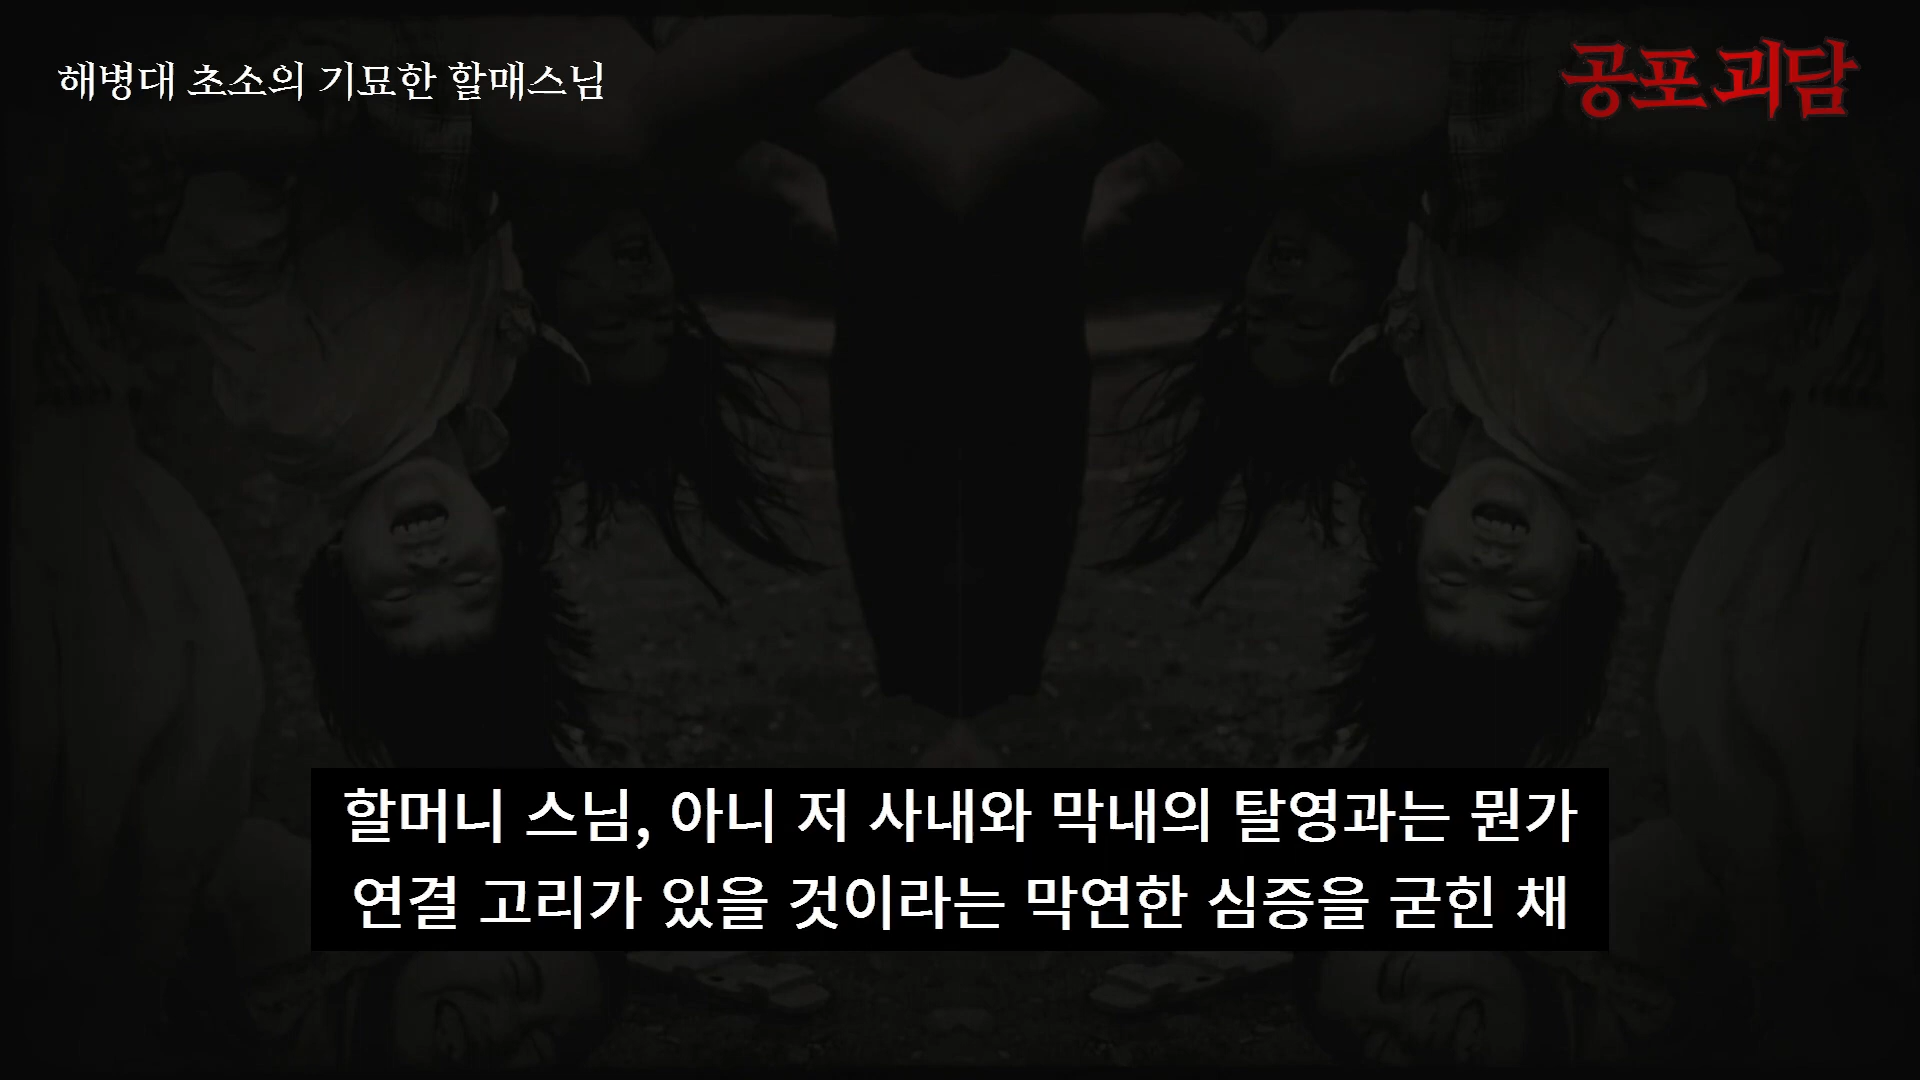 해병대 초소의 기묘한 할매스님
공포 괴담
할머니 스님, 아니 저 사내와 막내의 탈영과는 뭔가
연결 고리가 있을 것이라는 막연한 심증을 굳힌 채